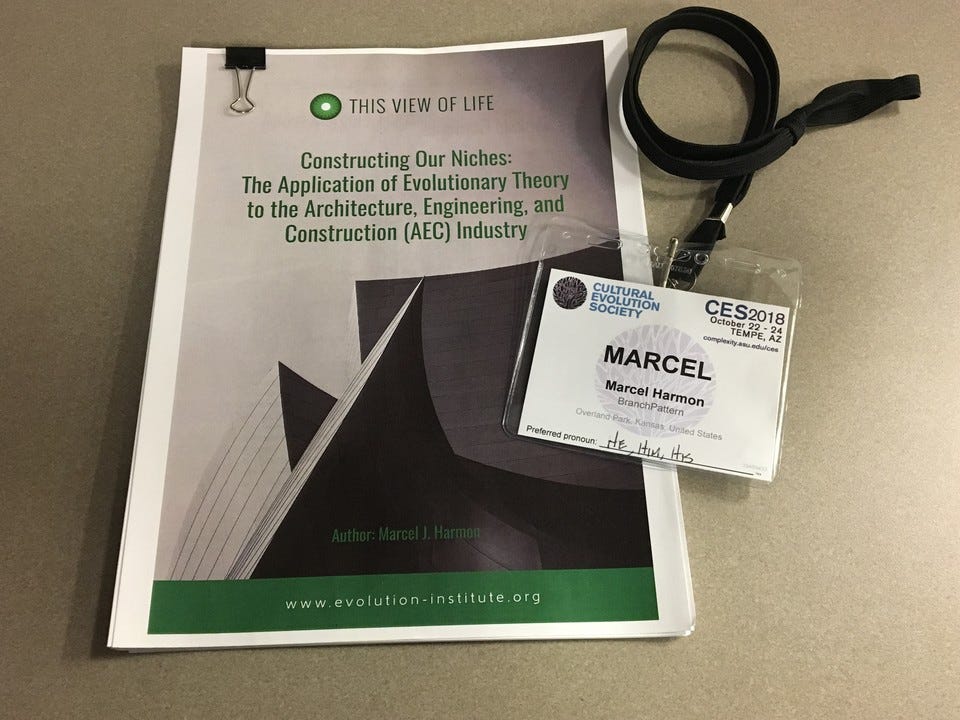 THIS VIEW OF LIFE
Constructing Our Niches:
The Application of Evolutionary Theory
to the Architecture, Engineering, and
Construction (AEC) Industry
Author: Marcel J. Harmon
www.evolution-institute.org
CULTURAL
EVOLUTION
SOCIETY
CES2018
October 22 - 24
TEMPE, AZ
complexity.asu.edu/ces
MARCEL
Marcel Harmon
BranchPattern
Overland Park, Kansas, United States
Preferred pronoun: HE, HIM, HIS